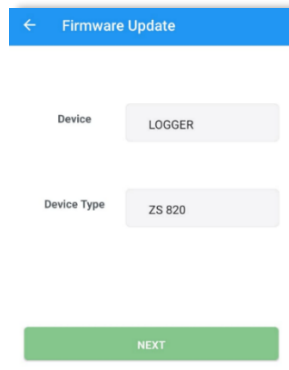 Firmware Update
Device
LOGGER
Device Type
ZS 820
NEXT